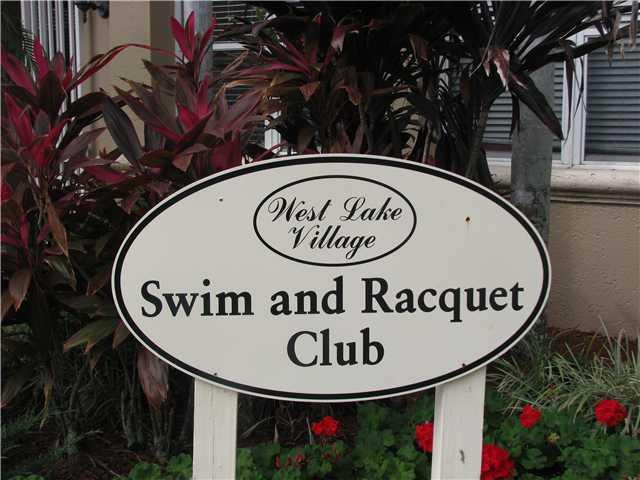 West Lake
Village
Swim and Racquet
Club